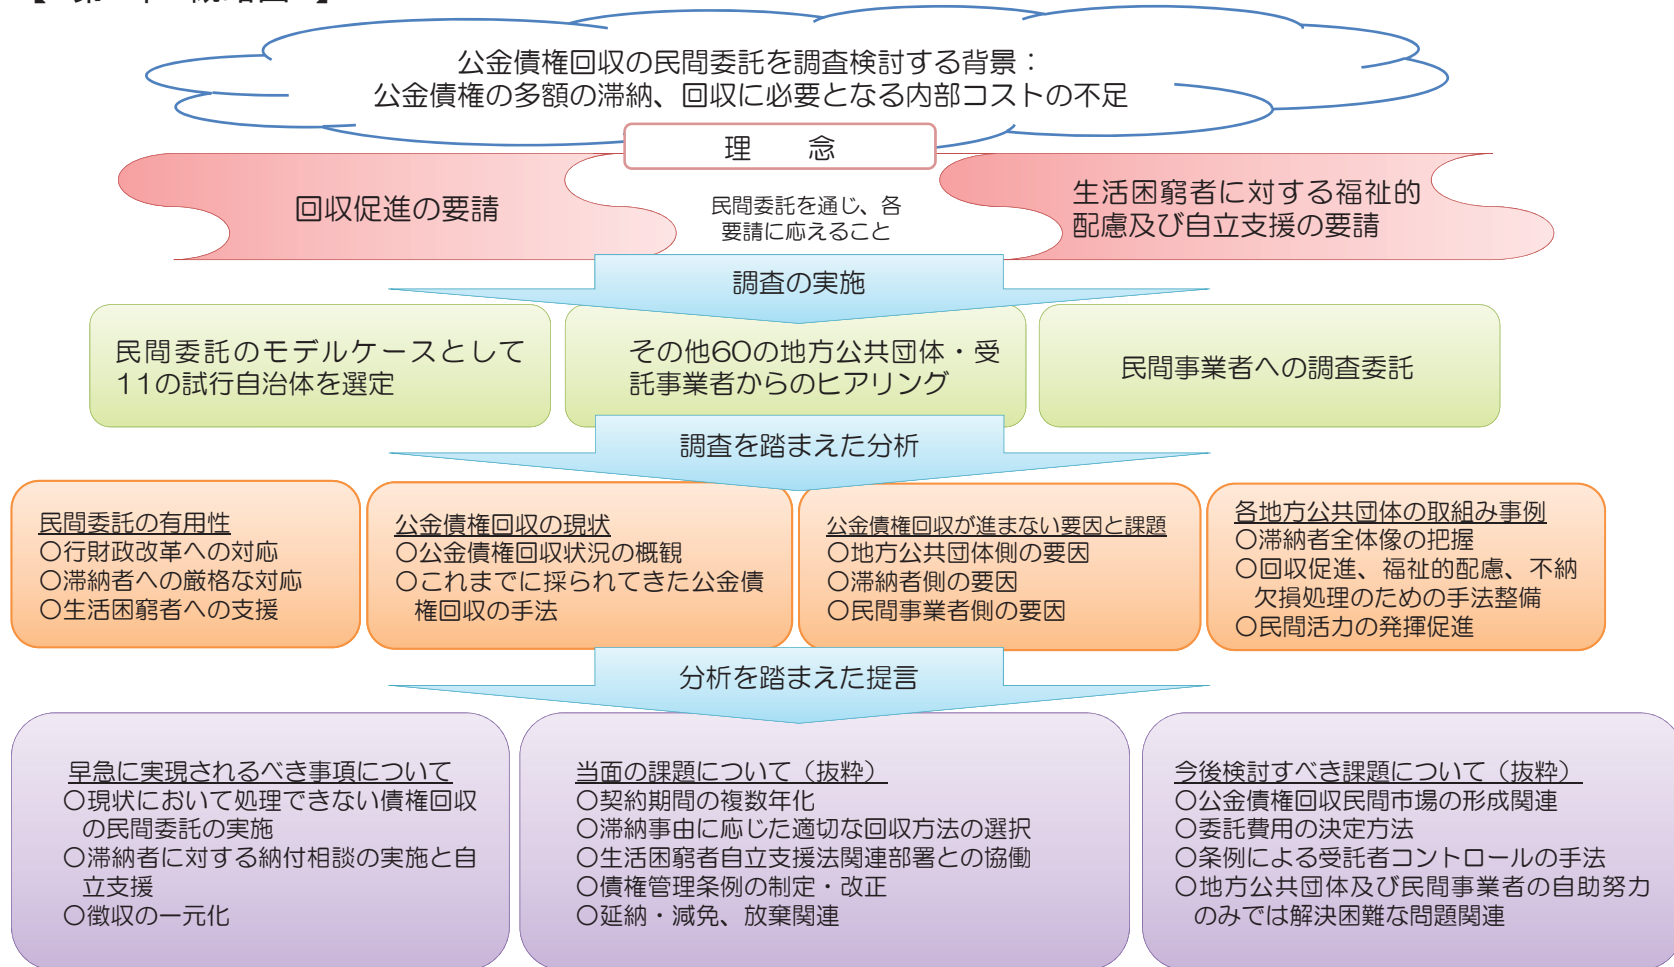 公金債権回収の民間委託を調査検討する背景：
公金債権の多額の滞納、回収に必要となる内部コストの不足
理　念
回収促進の要請
民間委託を通じ、各
要請に応えること
生活困窮者に対する福祉的
配慮及び自立支援の要請
調査の実施
民間委託のモデルケースとして
11の試行自治体を選定
その他60の地方公共団体・受
託事業者からのヒアリング
民間事業者への調査委託
調査を踏まえた分析
民間委託の有用性
○行財政改革への対応
○滞納者への厳格な対応
○生活困窮者への支援
公金債権回収の現状
○公金債権回収状況の概観
○これまでに採られてきた公金債
権回収の手法
公金債権回収が進まない要因と課題
○地方公共団体側の要因
○滞納者側の要因
○民間事業者側の要因
各地方公共団体の取組み事例
○滞納者全体像の把握
○回収促進、福祉的配慮、不納
欠損処理のための手法整備
○民間活力の発揮促進
分析を踏まえた提言
早急に実現されるべき事項について
○現状において処理できない債権回収
の民間委託の実施
○滞納者に対する納付相談の実施と自
立支援
○徴収の一元化
当面の課題について（抜粋）
○契約期間の複数年化
○滞納事由に応じた適切な回収方法の選択
○生活困窮者自立支援法関連部署との協働
○債権管理条例の制定・改正
○延納・減免、放棄関連
今後検討すべき課題について（抜粋）
○公金債権回収民間市場の形成関連
○委託費用の決定方法
○条例による受託者コントロールの手法
○地方公共団体及び民間事業者の自助努力
のみでは解決困難な問題関連